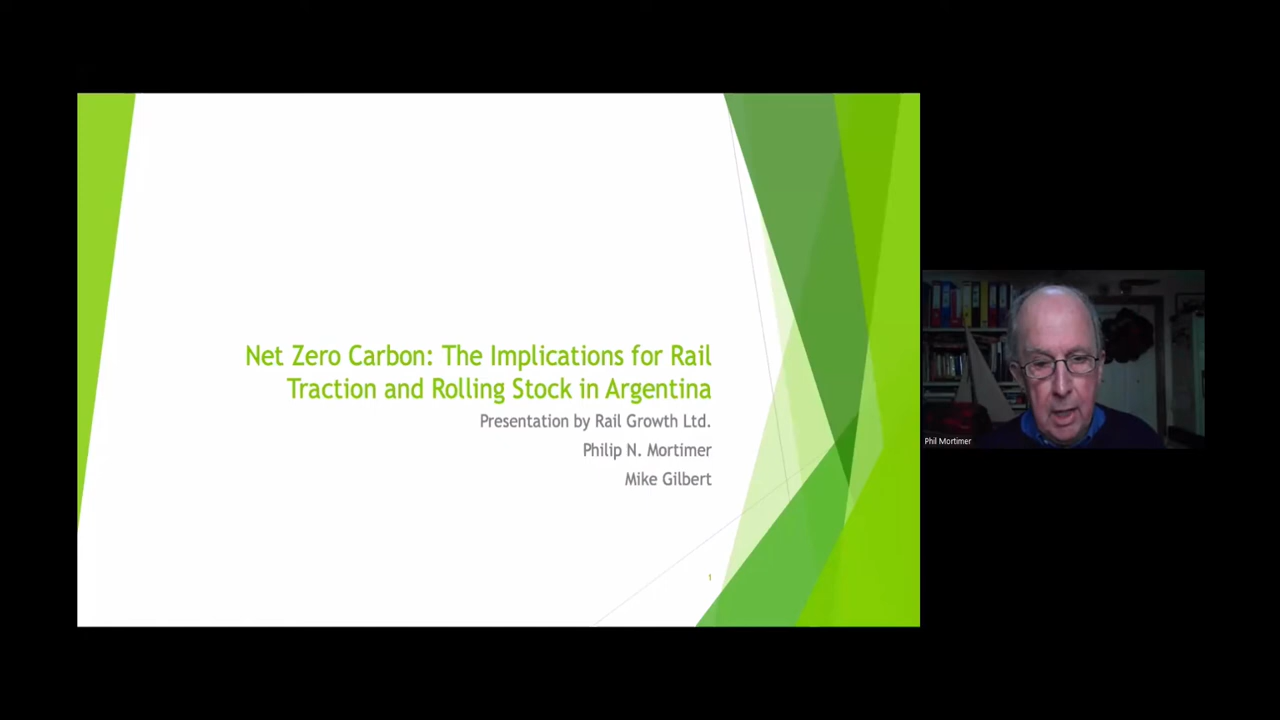 Net Zero Carbon: The Implications for Rail
Traction and Rolling Stock in Argentina
Presentation by Rail Growth Ltd.
Philip N. Mortimer
Mike Gilbert
1
Phil Mortimer